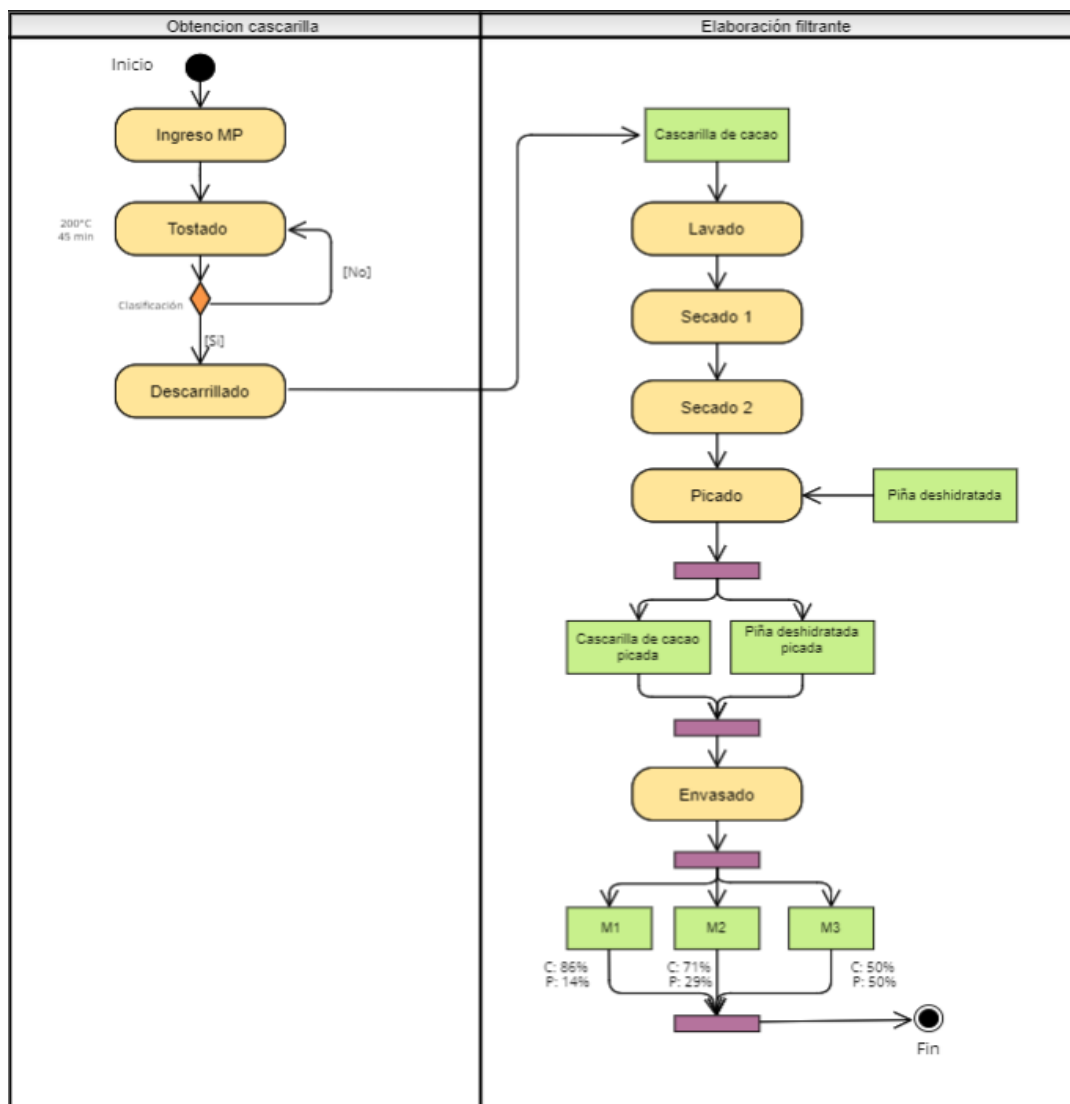 Obtencion cascarilla
Elaboración filtrante
Inicio
Ingreso MP
Tostado
200°C
45 min
[No]
Clasificación
[Si]
Descarrillado
Cascarilla de cacao
Lavado
Secado 1
Secado 2
Picado
Piña deshidratada
Cascarilla de cacao
picada
Piña deshidratada
picada
Envasado
M1
M2
M3
C: 86%
P: 14%
C: 71%
P: 29%
C: 50%
P: 50%
Fin